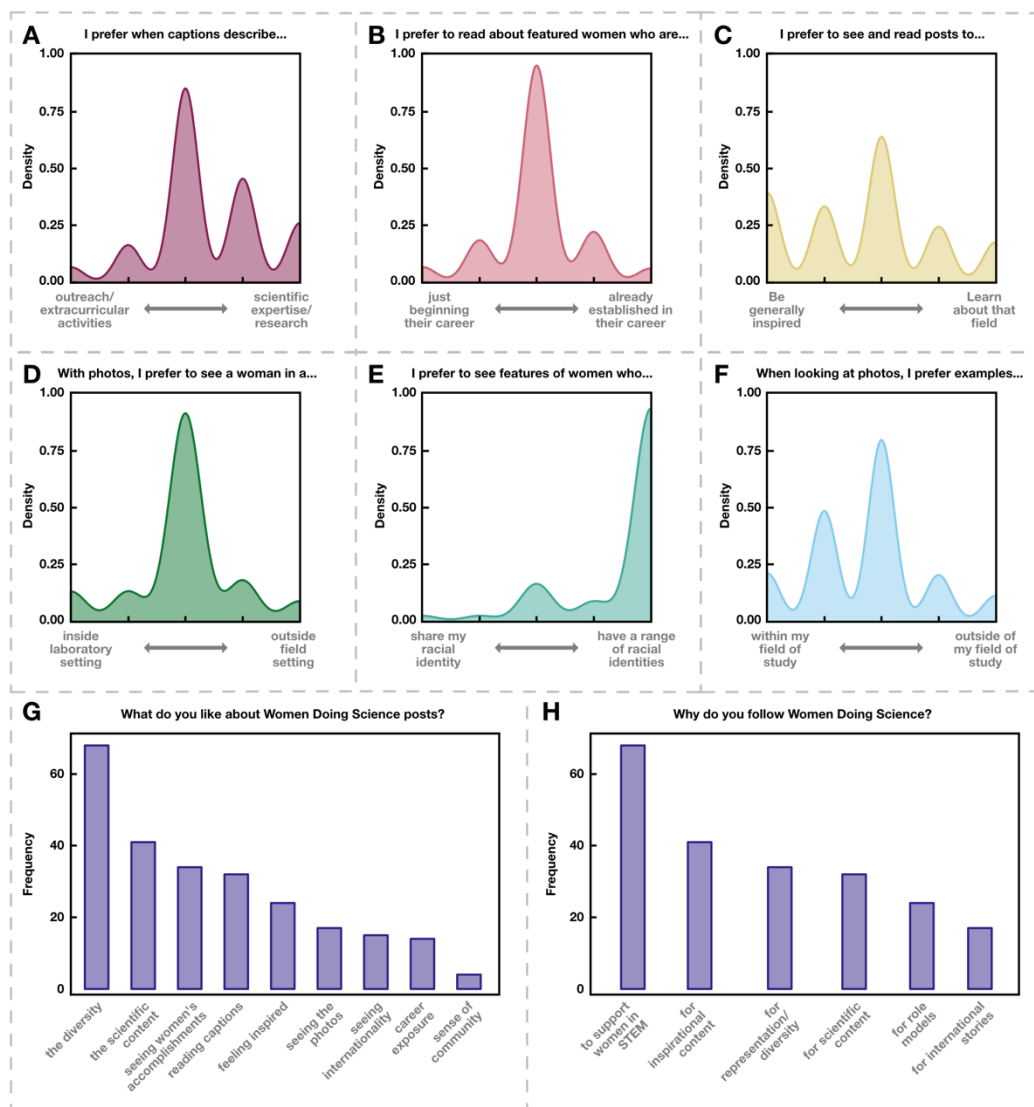 A
I prefer when captions describe...
1.00
0.75
0.50
0.25
0.00
Density
outreach/
extracurricular
activities
scientific
expertise/
research
B
I prefer to read about featured women who are...
1.00
0.75
0.50
0.25
0.00
Density
just
beginning
their career
already
established in
their career
C
I prefer to see and read posts to...
1.00
0.75
0.50
0.25
0.00
Density
Be
generally
inspired
Learn
about that
field
D
With photos, I prefer to see a woman in a...
1.00
0.75
0.50
0.25
0.00
Density
inside
laboratory
setting
outside
field
setting
E
I prefer to see features of women who...
1.00
0.75
0.50
0.25
0.00
Density
share my
racial
identity
have a range
of racial
identities
F
When looking at photos, I prefer examples...
1.00
0.75
0.50
0.25
0.00
Density
within my
field of
study
outside of
my field of
study
G
What do you like about Women Doing Science posts?
60
40
20
0
Frequency
the diversity
the scientific
content
seeing women's
accomplishments
reading captions
feeling inspired
seeing the
photos
seeing
internationality
career
exposure
sense of
community
H
Why do you follow Women Doing Science?
60
40
20
0
Frequency
to support
women in
STEM
for
inspirational
content
for
representation/
diversity
for scientific
content
for role
models
for international
stories